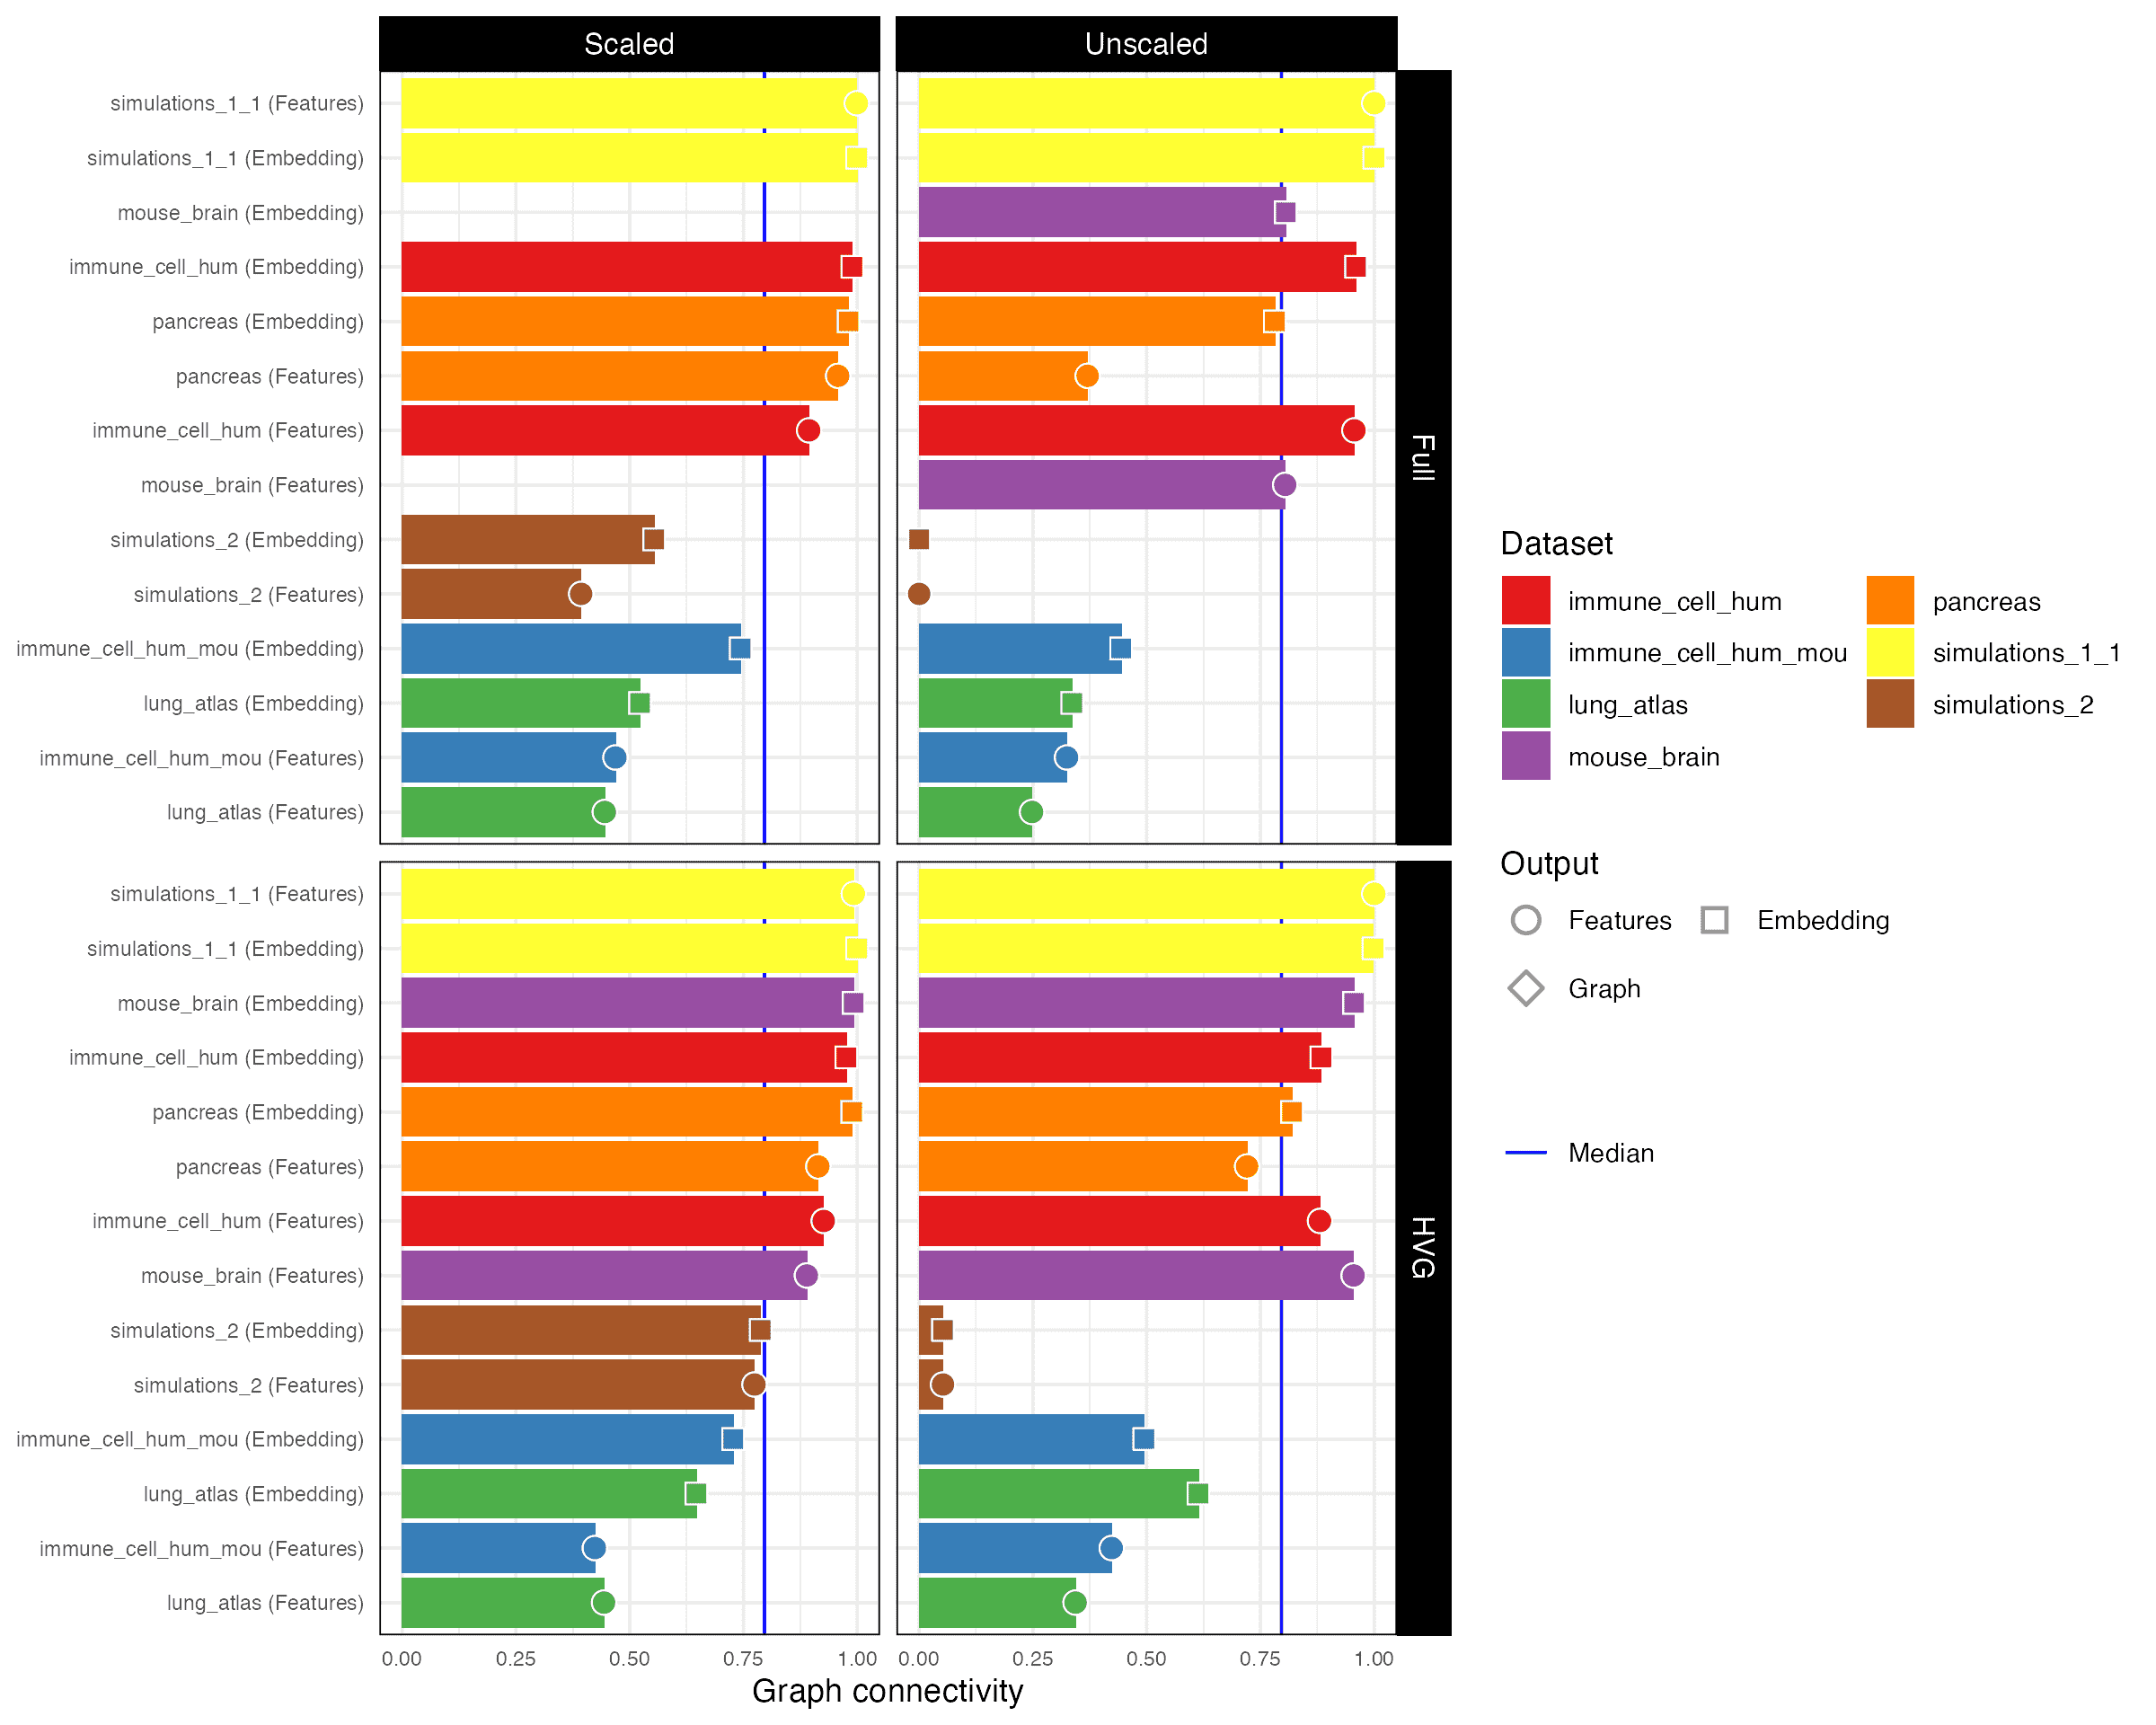 Scaled
Unscaled
simulations_1_1 (Features)
simulations_1_1 (Embedding)
mouse_brain (Embedding)
immune_cell_hum (Embedding)
pancreas (Embedding)
pancreas (Features)
immune_cell_hum (Features)
mouse_brain (Features)
simulations_2 (Embedding)
simulations_2 (Features)
immune_cell_hum_mou (Embedding)
lung_atlas (Embedding)
immune_cell_hum_mou (Features)
lung_atlas (Features)
Full
simulations_1_1 (Features)
simulations_1_1 (Embedding)
mouse_brain (Embedding)
immune_cell_hum (Embedding)
pancreas (Embedding)
pancreas (Features)
immune_cell_hum (Features)
mouse_brain (Features)
simulations_2 (Embedding)
simulations_2 (Features)
immune_cell_hum_mou (Embedding)
lung_atlas (Embedding)
immune_cell_hum_mou (Features)
lung_atlas (Features)
HVG
0.00 0.25 0.50 0.75 1.00
0.00 0.25 0.50 0.75 1.00
Graph connectivity
Dataset
immune_cell_hum
pancreas
immune_cell_hum_mou
simulations_1_1
lung_atlas
simulations_2
mouse_brain
Output
Features
Embedding
Graph
Median